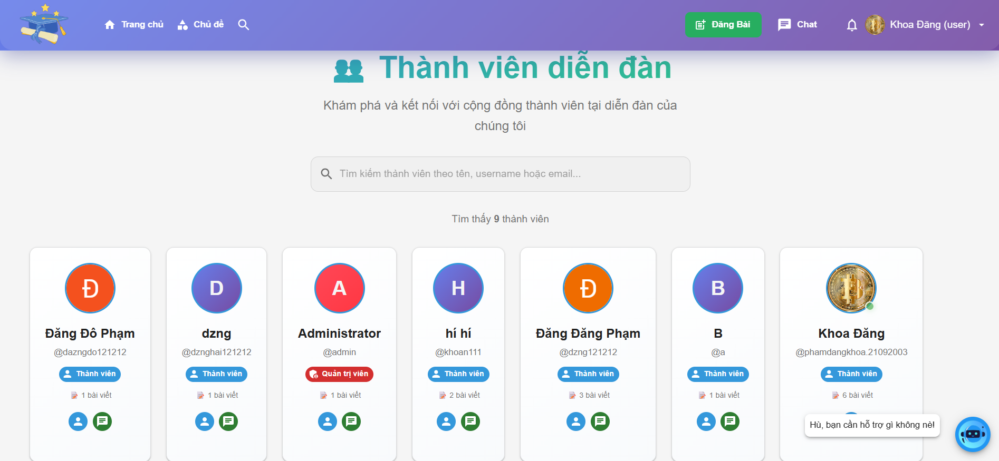 Trang chủ
Chủ đề
Đăng Bài
Chat
Khoa Đăng (user)
Thành viên diễn đàn
Khám phá và kết nối với cộng đồng thành viên tại diễn đàn của
chúng tôi
Tìm kiếm thành viên theo tên, username hoặc email...
Tìm thấy 9 thành viên
Đ
Đăng Đô Phạm
@dazngdo121212
Thành viên
1 bài viết
D
dzng
@dznghai121212
Thành viên
1 bài viết
A
Administrator
@admin
Quản trị viên
1 bài viết
H
hí hí
@khoan111
Thành viên
2 bài viết
Đ
Đăng Đăng Phạm
@dzng121212
Thành viên
3 bài viết
B
B
@a
Thành viên
1 bài viết
Khoa Đăng
@phamdangkhoa.21092003
Thành viên
6 bài viết
Hù, bạn cần hỗ trợ gì không nè!